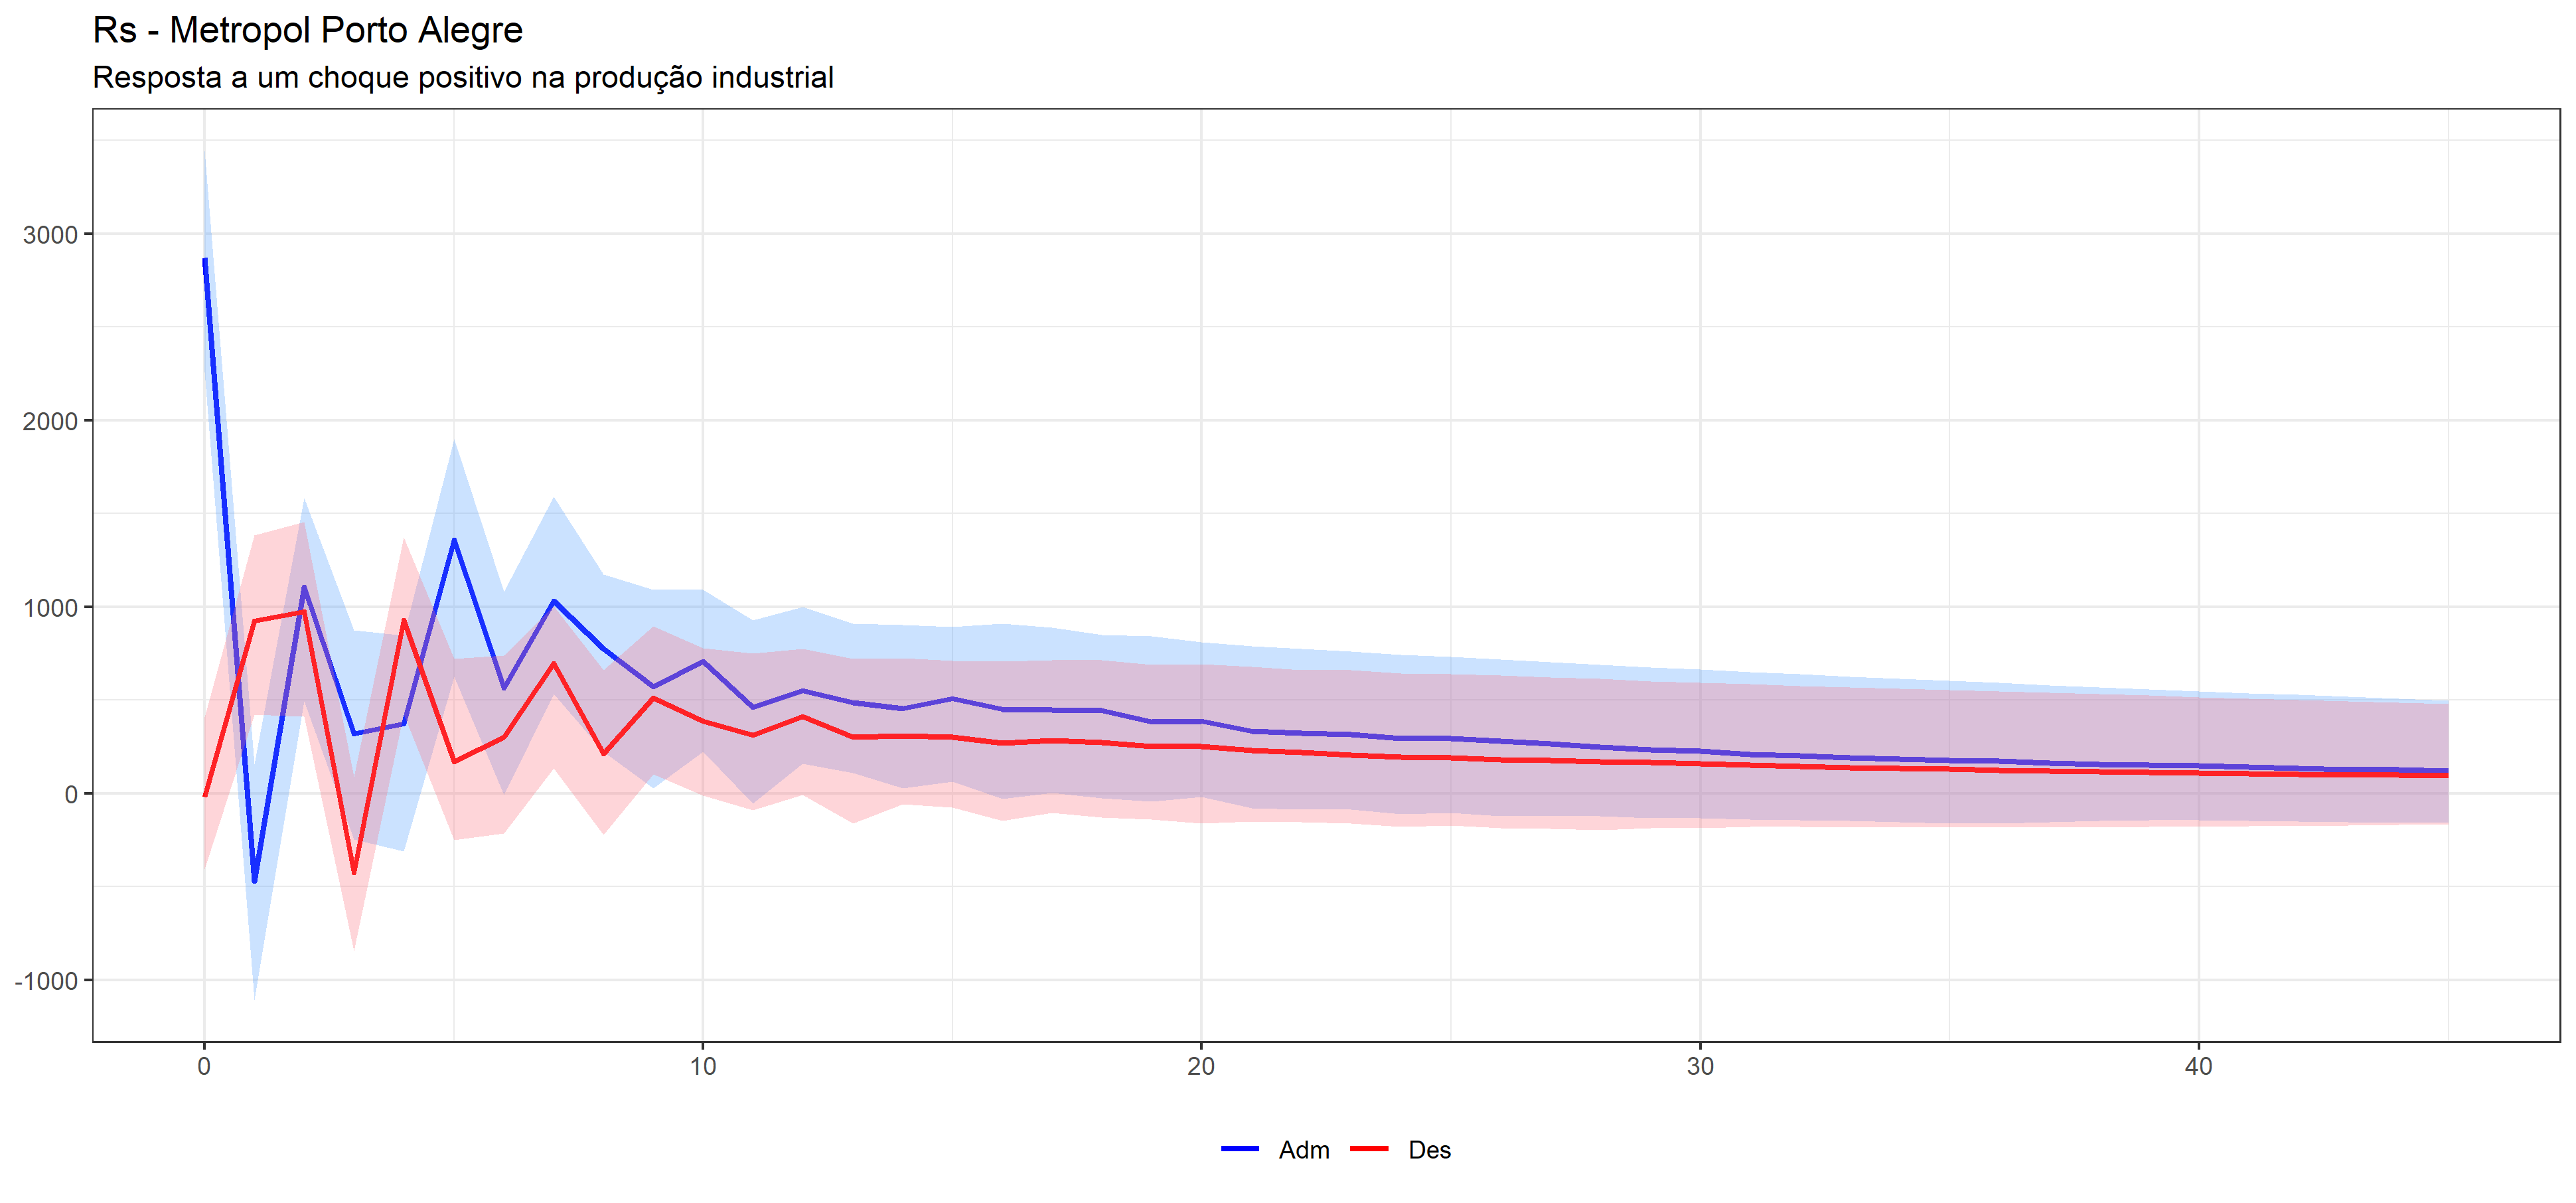 Rs - Metropol Porto Alegre
Resposta a um choque positivo na produção industrial
3000
2000
1000
0
-1000
0 10 20 30 40
Adm Des